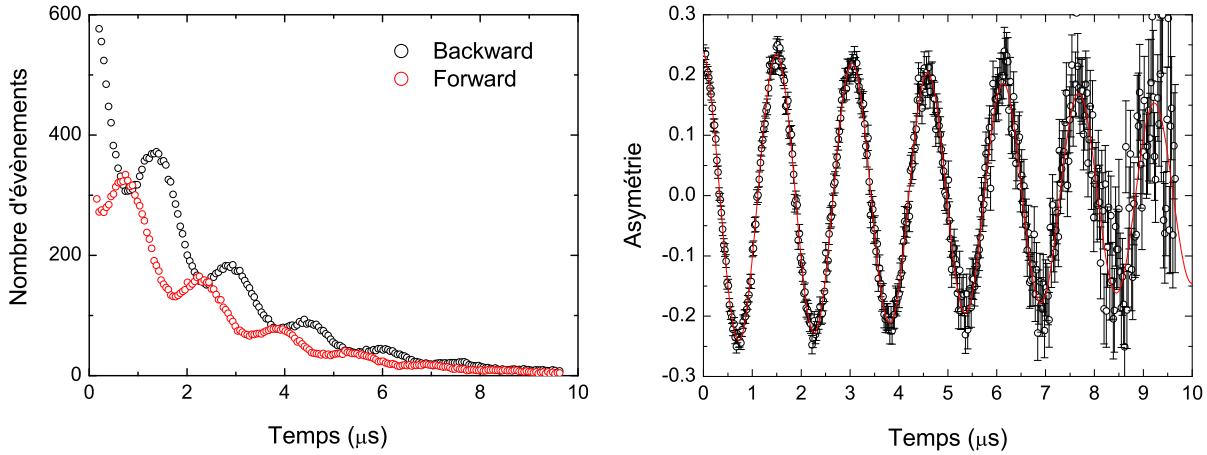 600
400
200
0
Nombre d'évènements
Backward
Forward
0 2 4 6 8 10
Temps (μs)
0.3
0.2
0.1
0.0
-0.1
-0.2
-0.3
Asymétrie
0 1 2 3 4 5 6 7 8 9 10
Temps (μs)